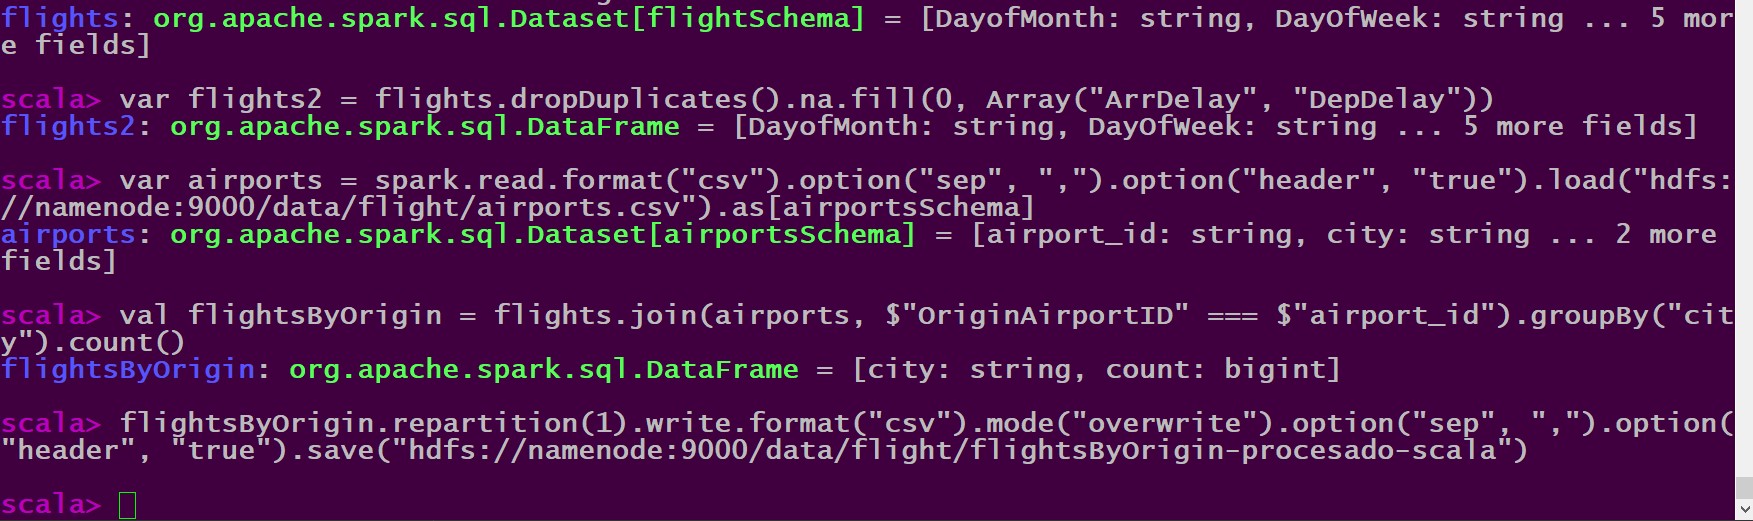 flights: org.apache.spark.sql.Dataset[flightSchema] = [DayofMonth: string, DayOfWeek: string ... 5 mor
e fields]
scala> var flights2 = flights.dropDuplicates().na.fill(0, Array("ArrDelay", "DepDelay"))
flights2: org.apache.spark.sql.DataFrame = [DayofMonth: string, DayOfWeek: string ... 5 more fields]
scala> var airports = spark.read.format("csv").option("sep", ",").option("header", "true").load("hdfs:
//namenode:9000/data/flight/airports.csv").as[airportsSchema]
airports: org.apache.spark.sql.Dataset[airportsSchema] = [airport_id: string, city: string ... 2 more
fields]
scala> val flightsByOrigin = flights.join(airports, $"OriginAirportID" === $"airport_id").groupBy("cit
y").count()
flightsByOrigin: org.apache.spark.sql.DataFrame = [city: string, count: bigint]
scala> flightsByOrigin.repartition(1).write.format("csv").mode("overwrite").option("sep", ",").option(
"header", "true").save("hdfs://namenode:9000/data/flight/flightsByOrigin-procesado-scala")
scala>